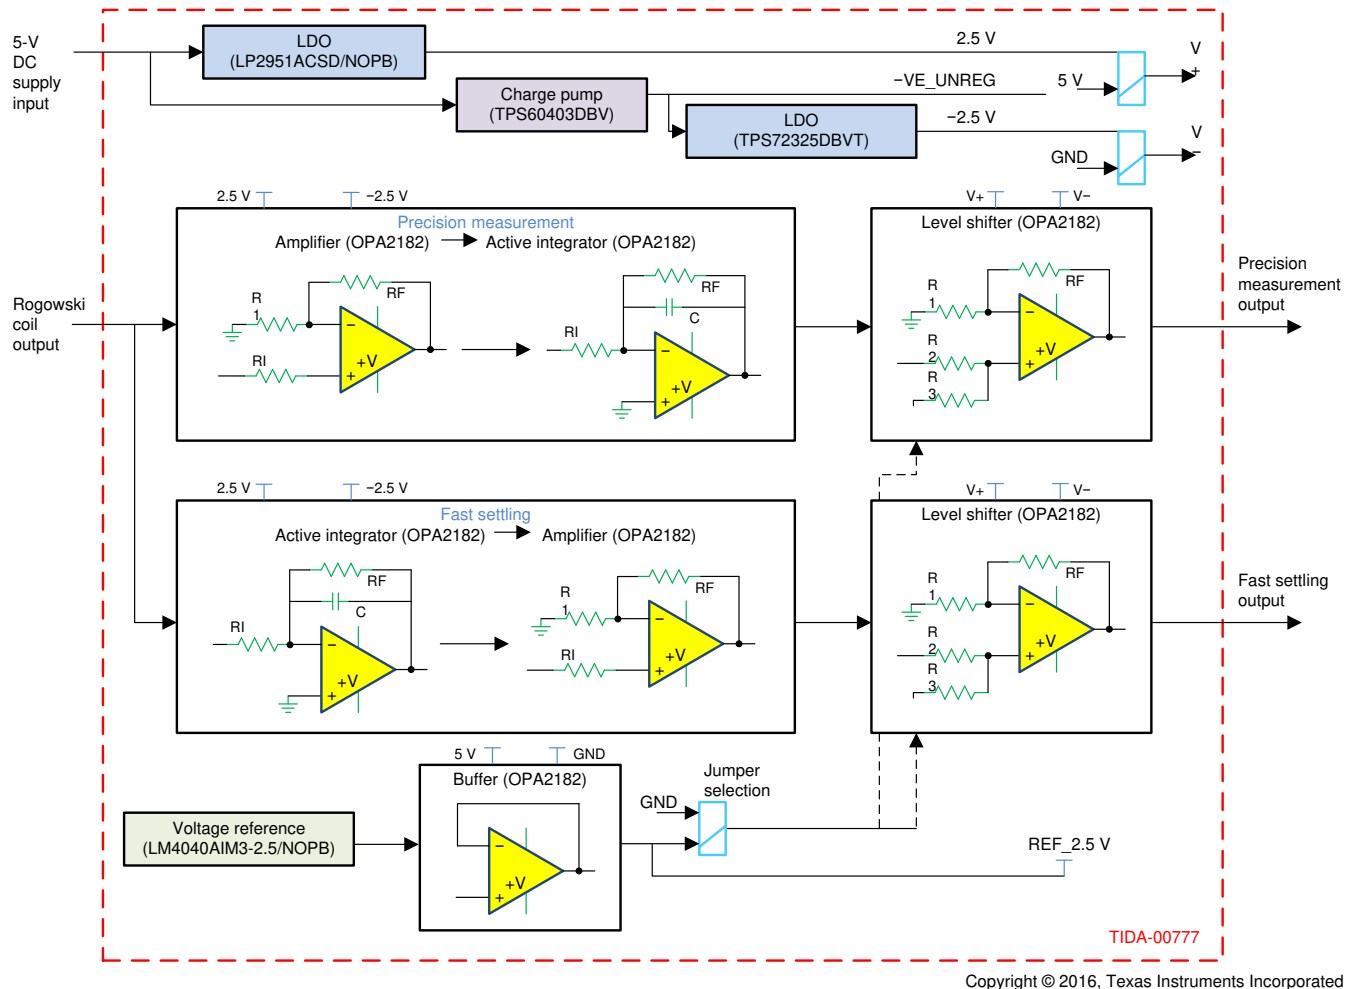 5-V
DC
supply
input
LDO
(LP2951ACSD/NOPB)
2.5 V
V
+
Charge pump
(TPS60403DBV)
−VE_UNREG
5 V
LDO
(TPS72325DBVT)
−2.5 V
V
−
GND
2.5 V
−2.5 V
Precision measurement
Amplifier (OPA2182)
Active integrator (OPA2182)
R
1
RF
RI
−
+
+V
RF
C
RI
−
+
+V
V+
V−
Level shifter (OPA2182)
R
1
RF
R
2
R
3
−
+
+V
Rogowski
coil
output
Precision
measurement
output
2.5 V
−2.5 V
Fast settling
Active integrator (OPA2182)
Amplifier (OPA2182)
RF
C
RI
−
+
+V
R
1
RF
RI
−
+
+V
V+
V−
Level shifter (OPA2182)
R
1
RF
R
2
R
3
−
+
+V
Fast settling
output
5 V
GND
Buffer (OPA2182)
−
+
+V
Voltage reference
(LM4040AIM3-2.5/NOPB)
Jumper
selection
GND
REF_2.5 V
TIDA-00777
Copyright © 2016, Texas Instruments Incorporated